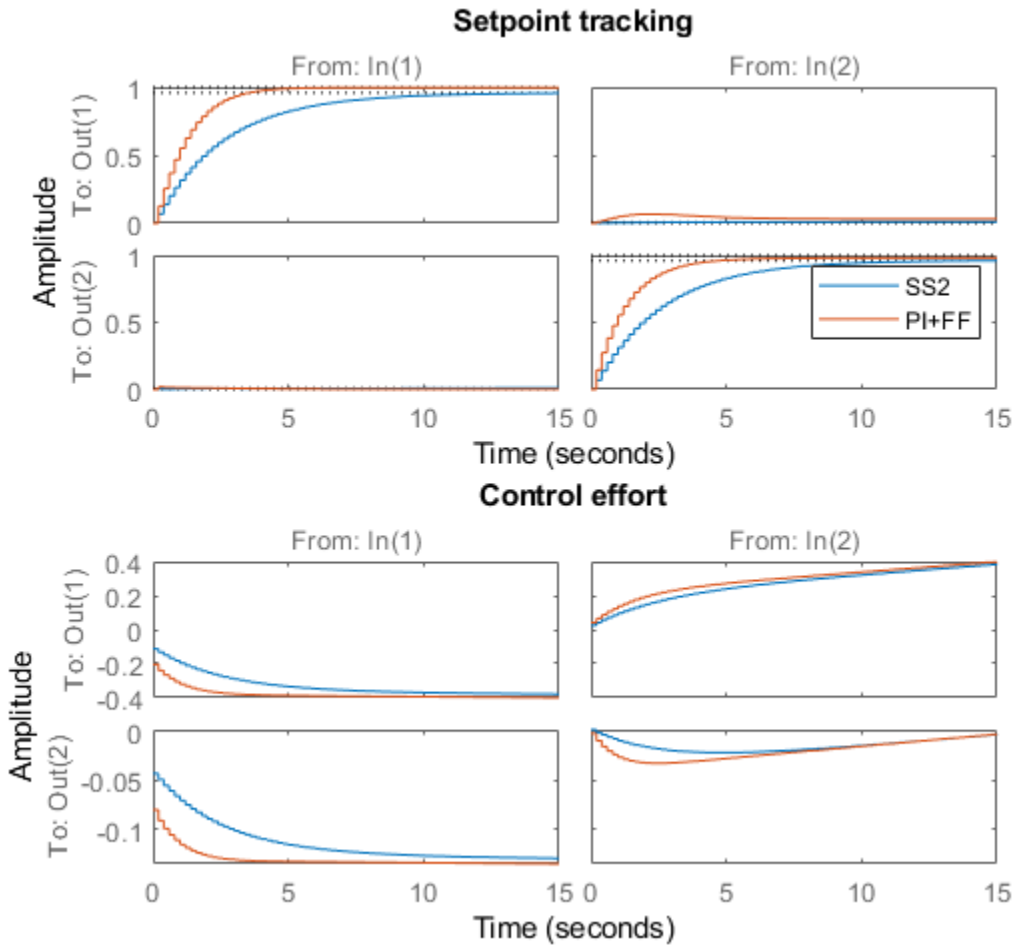 Setpoint tracking
From: In(1)
From: In(2)
Amplitude
To: Out(1)
1
0.5
0
To: Out(2)
1
0.5
0
SS2
PI+FF
0
5
10
15
0
5
10
15
Time (seconds)
Control effort
From: In(1)
From: In(2)
Amplitude
To: Out(1)
0.4
0.2
0
-0.2
-0.4
To: Out(2)
0
-0.05
-0.1
0
5
10
15
0
5
10
15
Time (seconds)